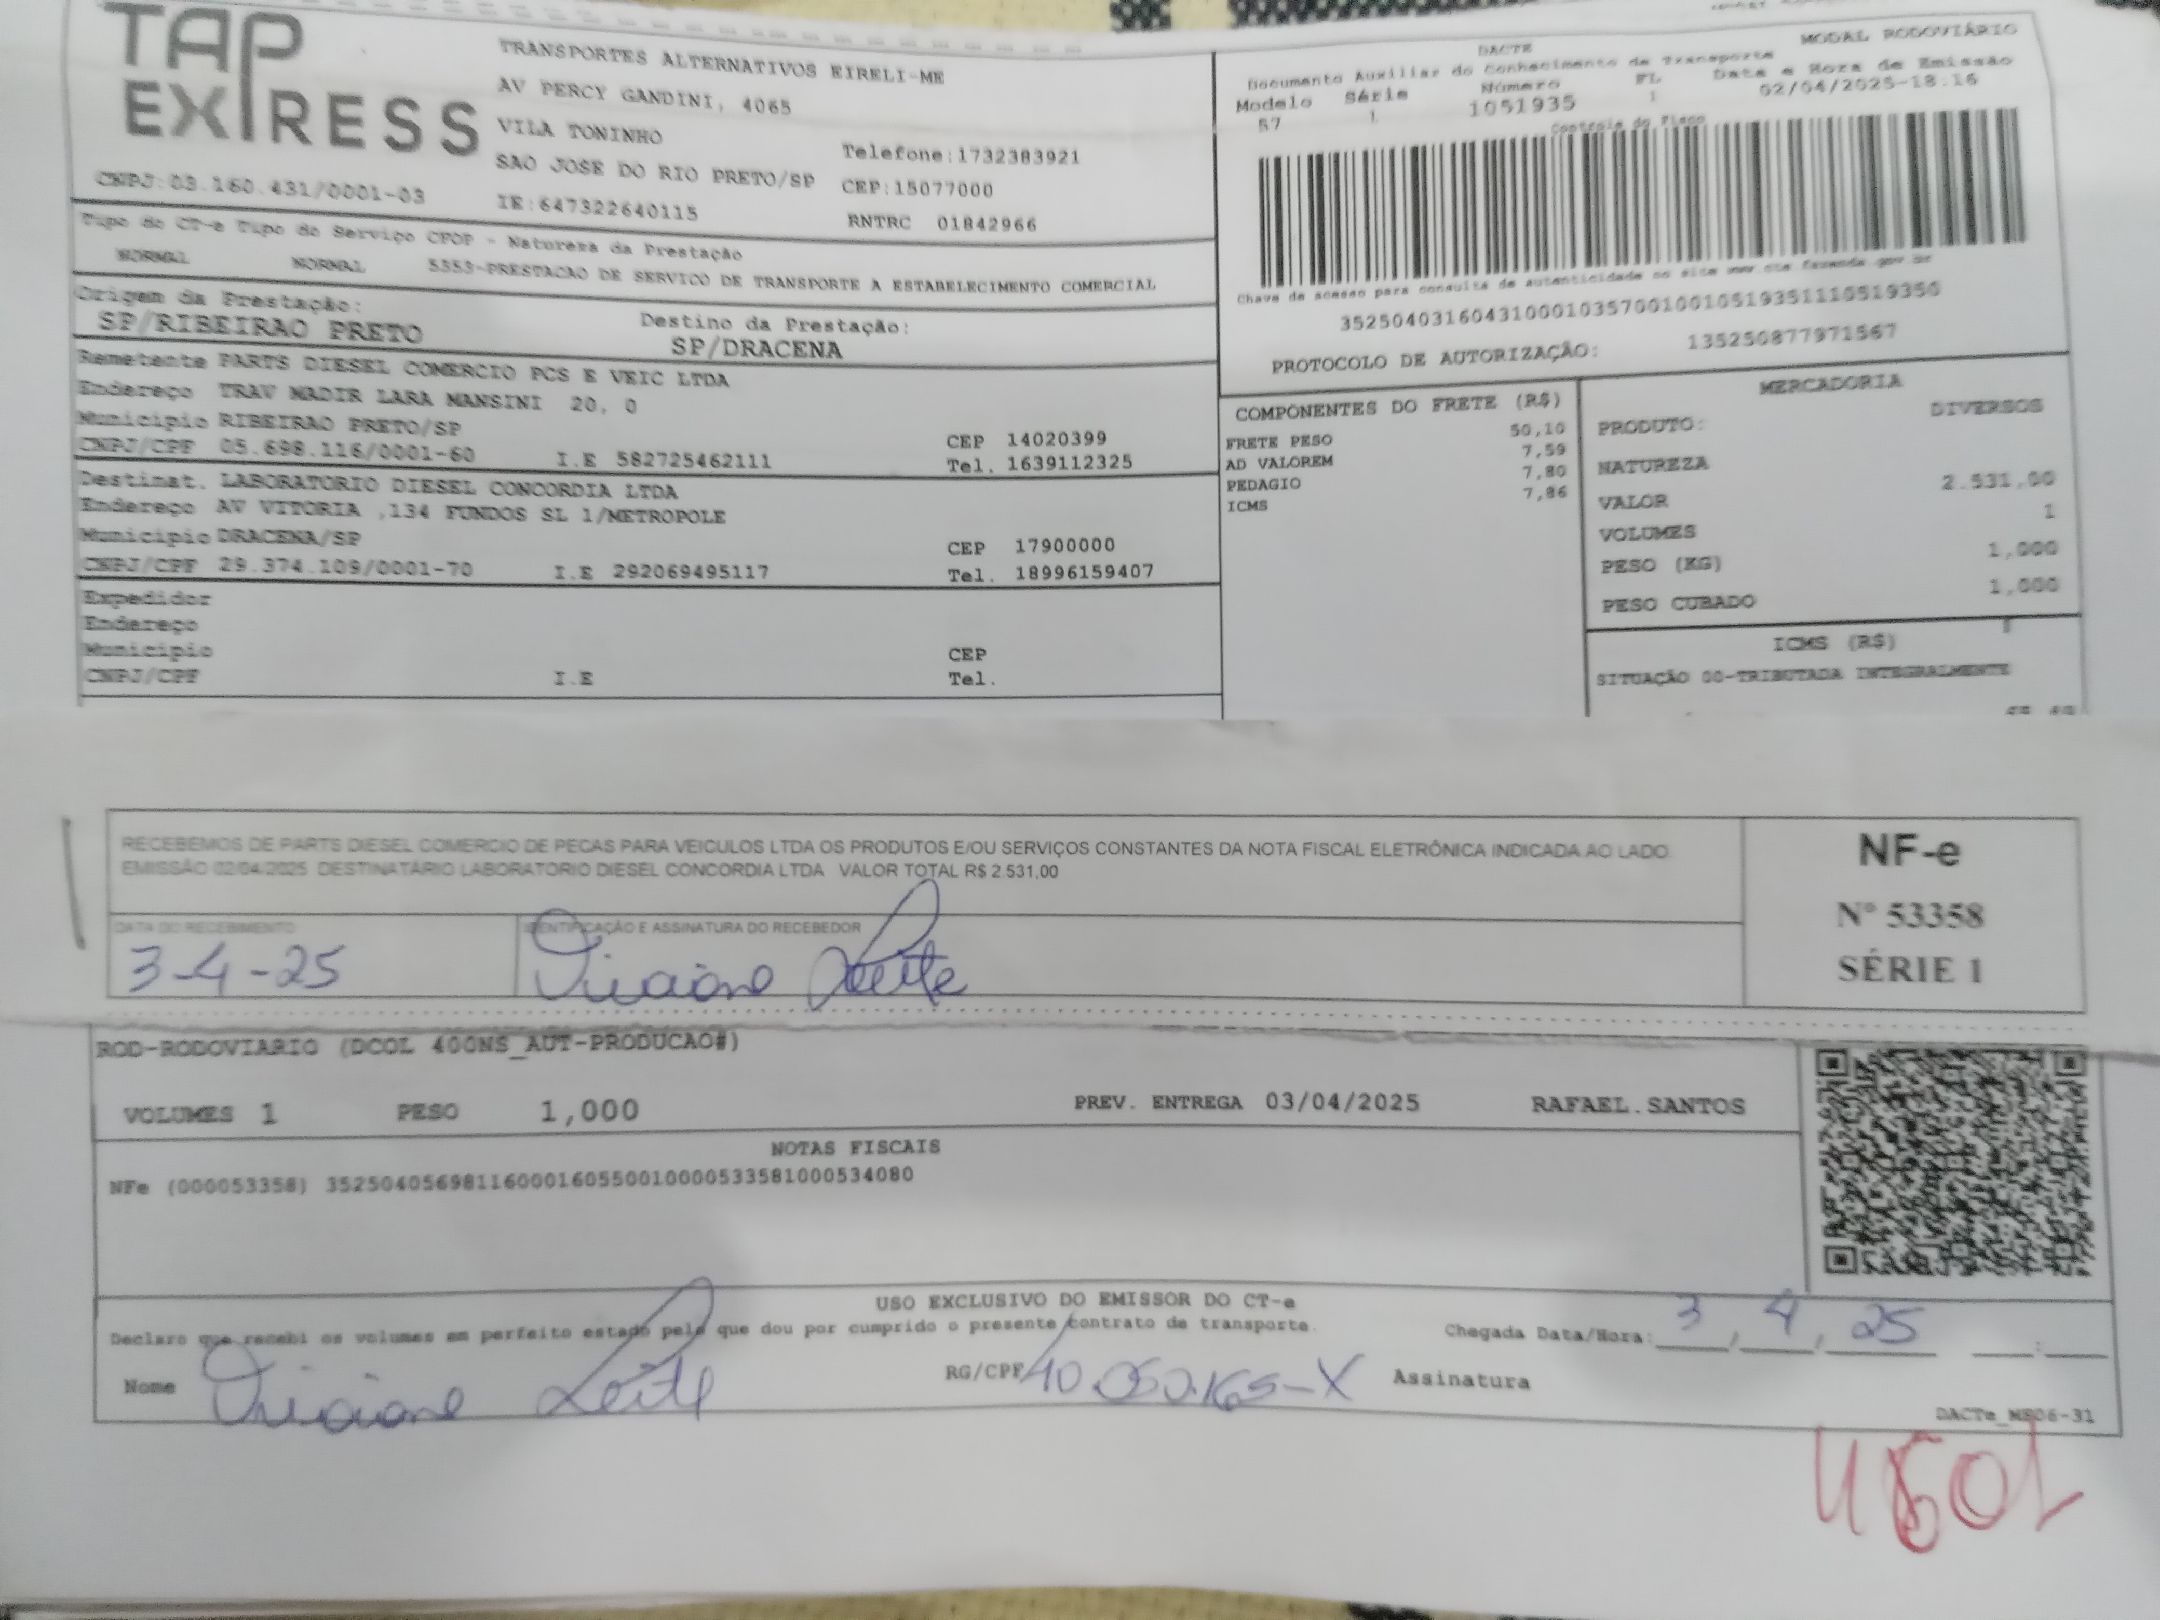 TAP
EXPRESS
TRANSPORTES ALTERNATIVOS EIRELI-ME
AV PERCY GANDINI, 4065
VILA TONINHO
SAO JOSE DO RIO PRETO/SP
Telefone:1732383921
CEP:15077000
CNPJ:03.160.431/0001-03
IE:647322640115
RNTRC 01842966
DACTE
MODAL RODOVIÁRIO
Documento Auxiliar do Conhecimento de Transporte
Modelo Série Número FL Data e Hora de Emissão
57 1 1051935 1 02/04/2025-18.16
Controle do Fisco
Chave de acesso para consulta de autenticidade no site www.cte.fazenda.gov.br
35250403160431000103570010010519351110519350
PROTOCOLO DE AUTORIZAÇÃO: 135250877971567
Tipo do CT-e Tipo do Serviço CFOP - Natureza da Prestação
NORMAL NORMAL 5353-PRESTACAO DE SERVICO DE TRANSPORTE A ESTABELECIMENTO COMERCIAL
Origem da Prestação:
SP/RIBEIRAO PRETO
Destino da Prestação:
SP/DRACENA
Remetente PARTS DIESEL COMERCIO PCS E VEIC LTDA
Endereço TRAV NADIR LARA MANSINI 20, 0
Município RIBEIRAO PRETO/SP CEP 14020399
CNPJ/CPF 05.698.116/0001-60 I.E 582725462111 Tel. 1639112325
Destinat. LABORATORIO DIESEL CONCORDIA LTDA
Endereço AV VITORIA ,134 FUNDOS SL 1/METROPOLE
Município DRACENA/SP CEP 17900000
CNPJ/CPF 29.374.109/0001-70 I.E 292069495117 Tel. 18996159407
Expedidor
Endereço
Município CEP
CNPJ/CPF I.E Tel.
COMPONENTES DO FRETE (R$)
FRETE PESO 50,10
AD VALOREM 7,59
PEDAGIO 7,80
ICMS 7,86
MERCADORIA
PRODUTO: DIVERSOS
NATUREZA
VALOR 2.531,00
VOLUMES 1
PESO (KG) 1,000
PESO CUBADO 1,000
ICMS (R$)
SITUAÇÃO 00-TRIBUTADA INTEGRALMENTE
RECEBEMOS DE PARTS DIESEL COMERCIO DE PECAS PARA VEICULOS LTDA OS PRODUTOS E/OU SERVIÇOS CONSTANTES DA NOTA FISCAL ELETRÔNICA INDICADA AO LADO.
EMISSÃO 02/04/2025 DESTINATÁRIO LABORATORIO DIESEL CONCORDIA LTDA VALOR TOTAL R$ 2.531,00
DATA DO RECEBIMENTO
3-4-25
IDENTIFICAÇÃO E ASSINATURA DO RECEBEDOR
Viviane Leite
NF-e
Nº 53358
SÉRIE 1
ROD-RODOVIARIO (DCOL 400NS_AUT-PRODUCAO#)
VOLUMES 1 PESO 1,000 PREV. ENTREGA 03/04/2025 RAFAEL.SANTOS
NOTAS FISCAIS
NFe (000053358) 35250405698116000160550010000533581000534080
USO EXCLUSIVO DO EMISSOR DO CT-e
Declaro que recebi os volumes em perfeito estado pelo que dou por cumprido o presente contrato de transporte.
Chegada Data/Hora: 3 / 4 / 25 :
Nome Viviane Leite RG/CPF 40.050.165-X Assinatura
DACTe_MB06-31